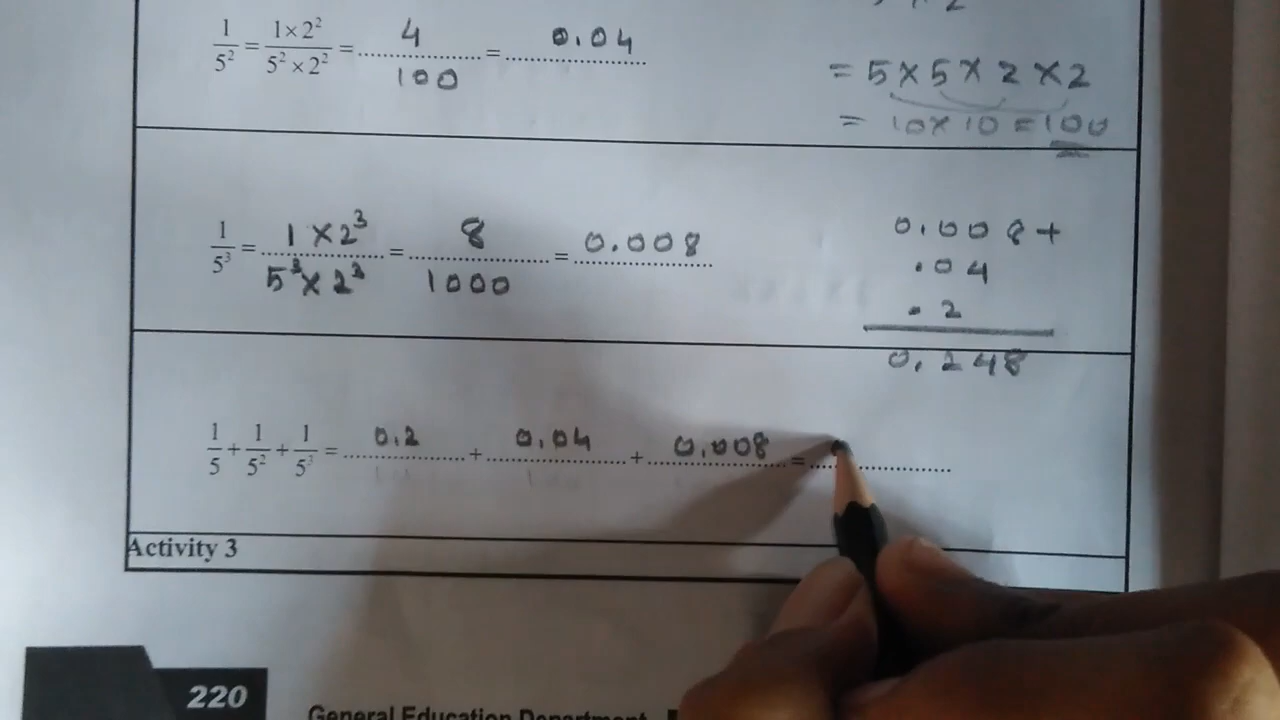 1/5² = 1×2²/5²×2² = 4/100 = 0.04
= 5 × 5 × 2 × 2
= 10 × 10 = 100
1/5³ = 1 × 2³/5³ × 2³ = 8/1000 = 0.008
0.008 +
.04
.2
0.248
1/5 + 1/5² + 1/5³ = 0.2 + 0.04 + 0.008 =
Activity 3
220
General Education Department